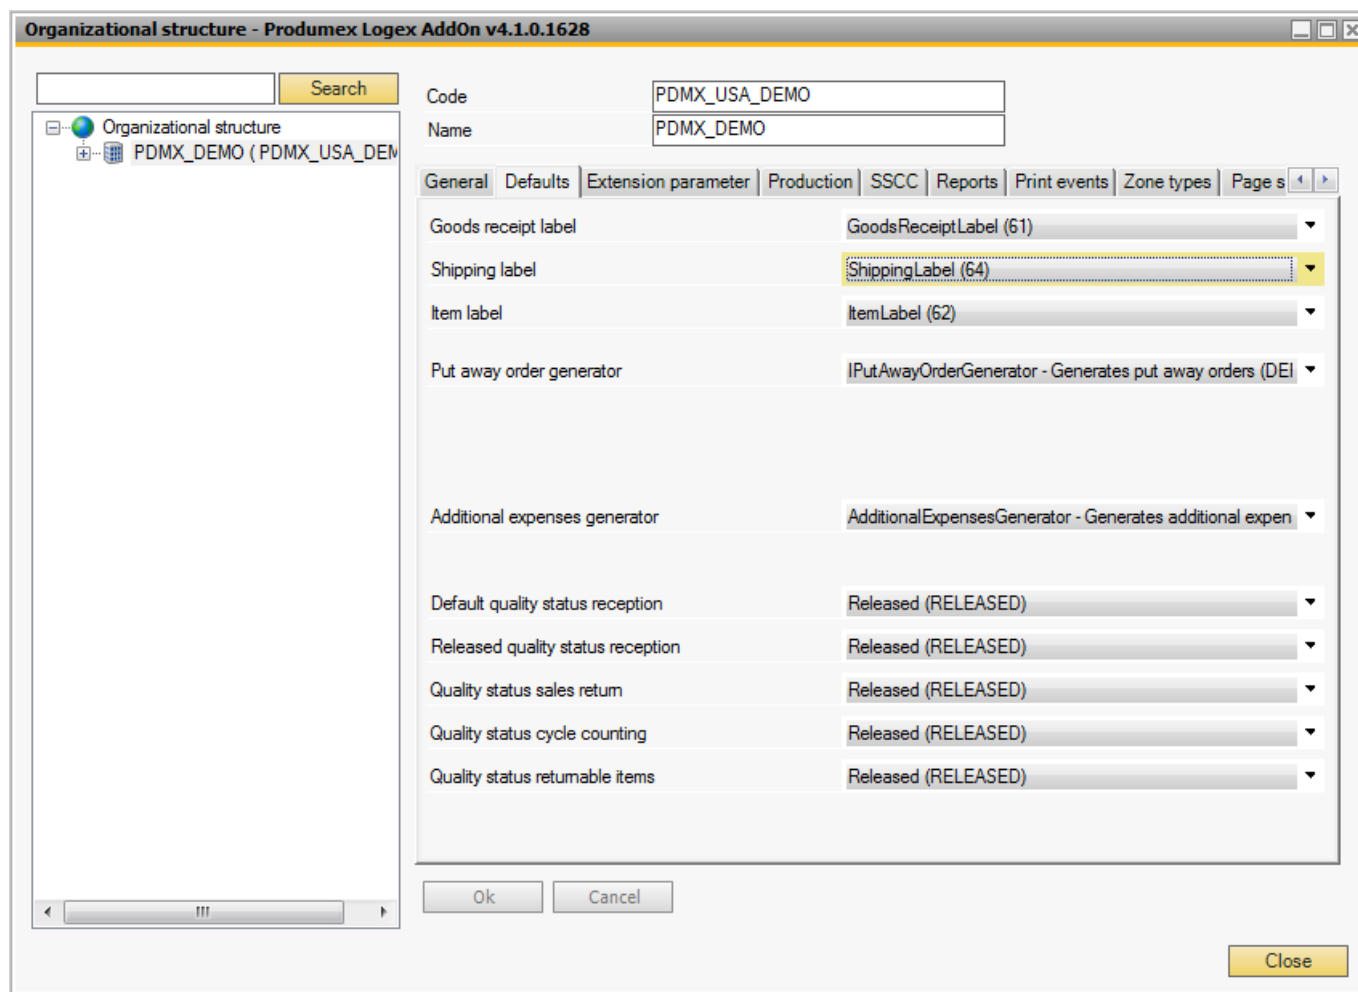 Organizational structure - Produmex Logex AddOn v4.1.0.1628
Search
Organizational structure
PDMX_DEMO ( PDMX_USA_DEM
Code PDMX_USA_DEMO
Name PDMX_DEMO
General Defaults Extension parameter Production SSCC Reports Print events Zone types Page s
Goods receipt label GoodsReceiptLabel (61)
Shipping label ShippingLabel (64)
Item label ItemLabel (62)
Put away order generator IPutAwayOrderGenerator - Generates put away orders (DEI
Additional expenses generator AdditionalExpensesGenerator - Generates additional expen
Default quality status reception Released (RELEASED)
Released quality status reception Released (RELEASED)
Quality status sales return Released (RELEASED)
Quality status cycle counting Released (RELEASED)
Quality status returnable items Released (RELEASED)
Ok Cancel
Close